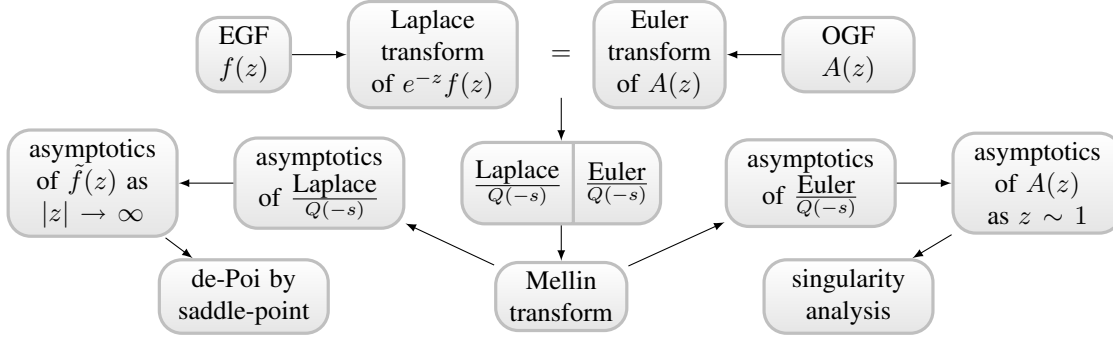 EGF
f(z)
Laplace
transform
of e^{-z} f(z)
=
Euler
transform
of A(z)
OGF
A(z)
asymptotics
of f̃(z) as
|z| → ∞
asymptotics
of Laplace/Q(−s)
Laplace/Q(−s)
Euler/Q(−s)
asymptotics
of Euler/Q(−s)
asymptotics
of A(z)
as z ∼ 1
de-Poi by
saddle-point
Mellin
transform
singularity
analysis